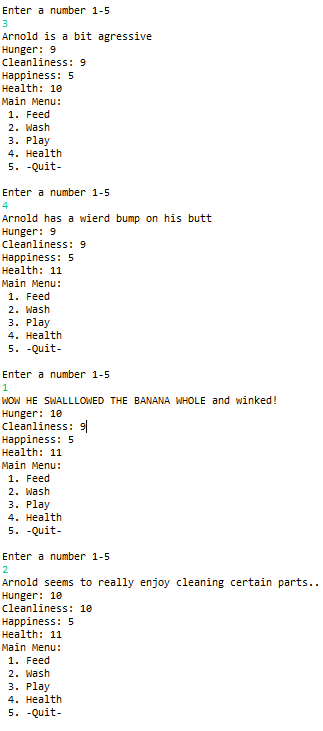 Enter a number 1-5
3
Arnold is a bit agressive
Hunger: 9
Cleanliness: 9
Happiness: 5
Health: 10
Main Menu:
1. Feed
2. Wash
3. Play
4. Health
5. -Quit-
Enter a number 1-5
4
Arnold has a wierd bump on his butt
Hunger: 9
Cleanliness: 9
Happiness: 5
Health: 11
Main Menu:
1. Feed
2. Wash
3. Play
4. Health
5. -Quit-
Enter a number 1-5
1
WOW HE SWALLLOWED THE BANANA WHOLE and winked!
Hunger: 10
Cleanliness: 9
Happiness: 5
Health: 11
Main Menu:
1. Feed
2. Wash
3. Play
4. Health
5. -Quit-
Enter a number 1-5
2
Arnold seems to really enjoy cleaning certain parts..
Hunger: 10
Cleanliness: 10
Happiness: 5
Health: 11
Main Menu:
1. Feed
2. Wash
3. Play
4. Health
5. -Quit-